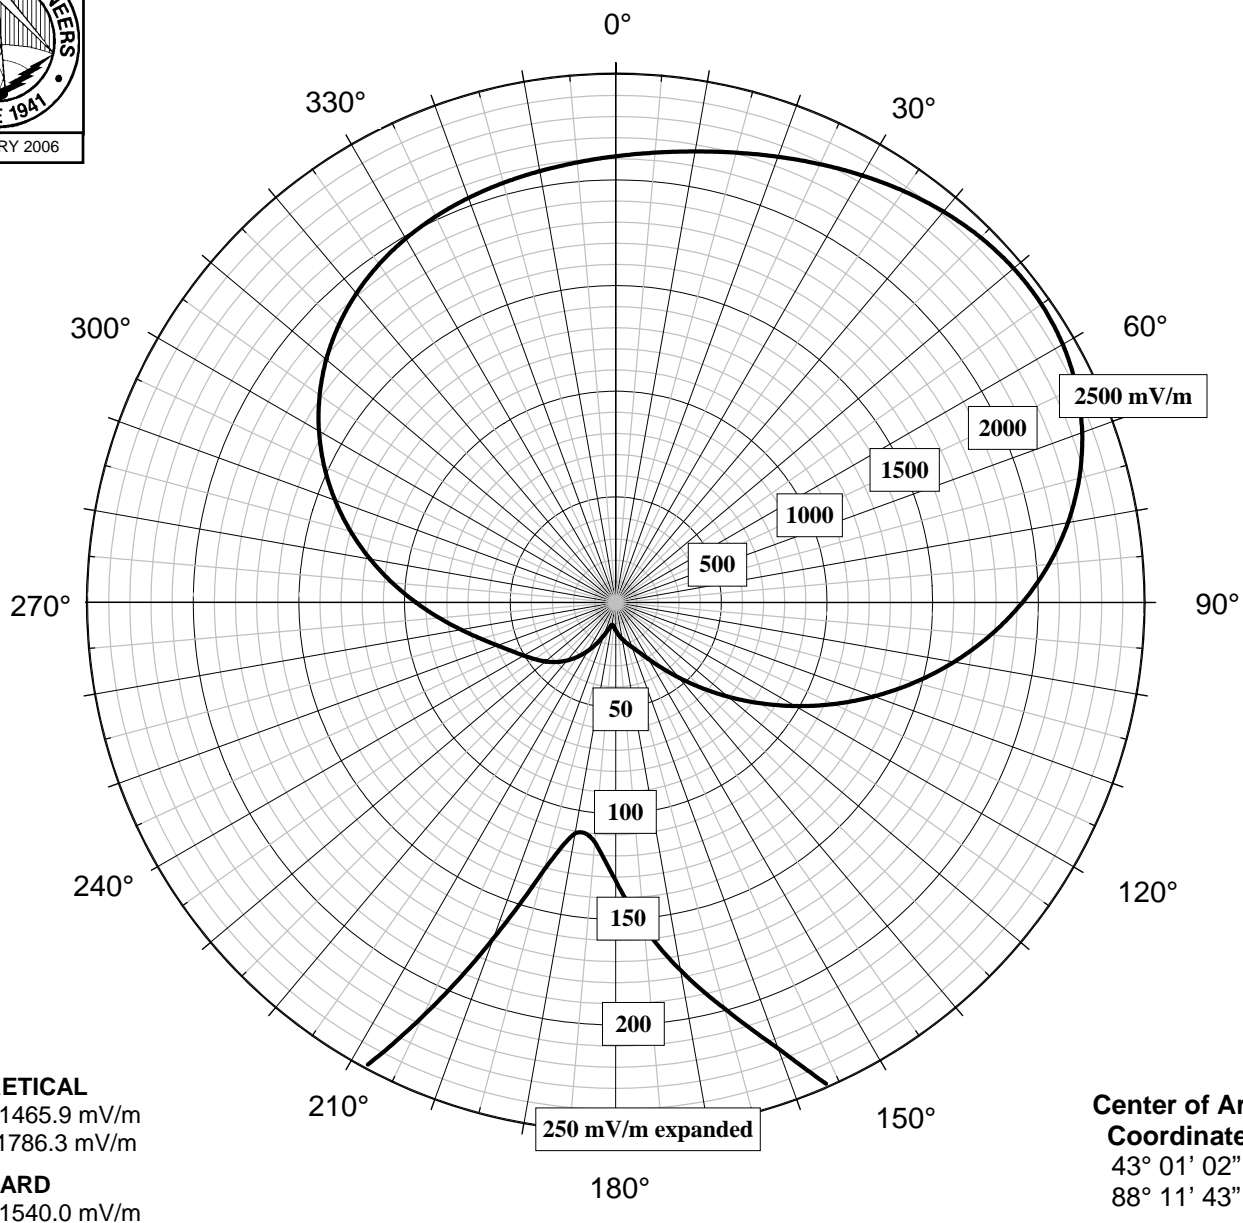 NEERS
1941
RY 2006
0°
330°
30°
300°
60°
2500 mV/m
2000
1500
1000
500
270°
90°
50
100
240°
120°
150
200
ETICAL
1465.9 mV/m
1786.3 mV/m
210°
250 mV/m expanded
150°
180°
ARD
1540.0 mV/m
Center of Ar
Coordinate
43° 01’ 02”
88° 11’ 43”